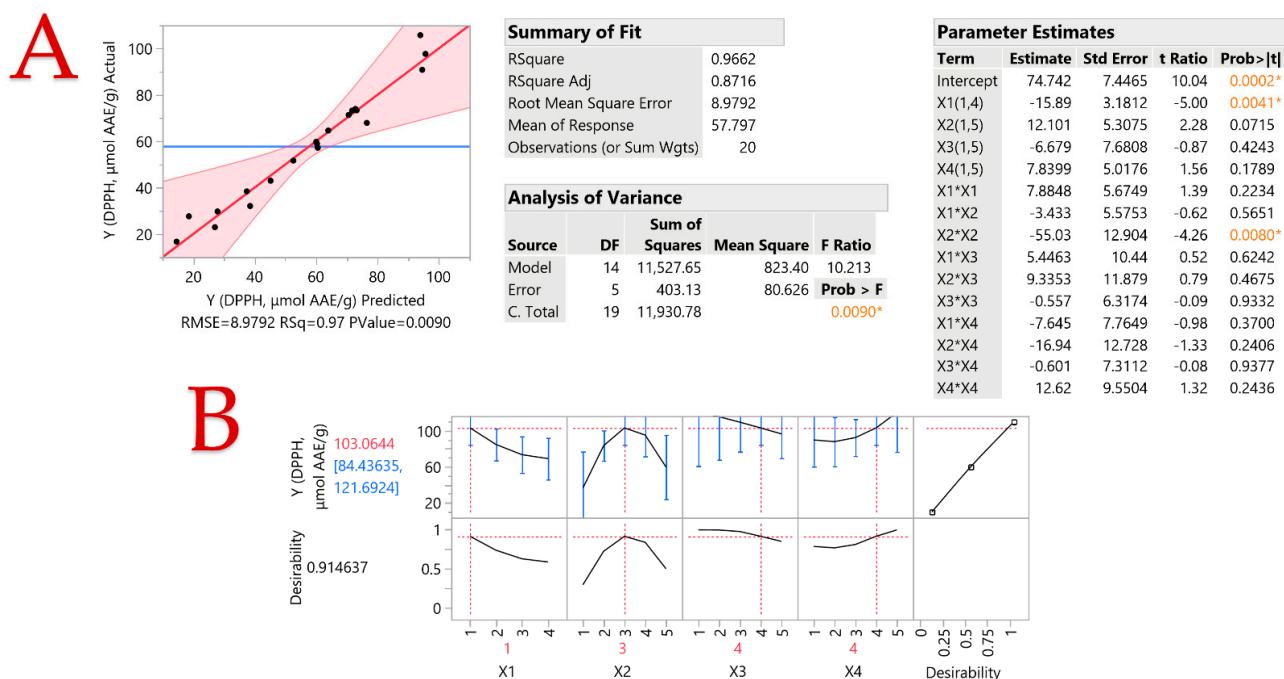 A
Y (DPPH, μmol AAE/g) Actual
100
80
60
40
20
20 40 60 80 100
Y (DPPH, μmol AAE/g) Predicted
RMSE=8.9792 RSq=0.97 PValue=0.0090
Summary of Fit
RSquare 0.9662
RSquare Adj 0.8716
Root Mean Square Error 8.9792
Mean of Response 57.797
Observations (or Sum Wgts) 20
Analysis of Variance
Sum of
Source DF Squares Mean Square F Ratio
Model 14 11,527.65 823.40 10.213
Error 5 403.13 80.626 Prob > F
C. Total 19 11,930.78 0.0090*
Parameter Estimates
Term Estimate Std Error t Ratio Prob>|t|
Intercept 74.742 7.4465 10.04 0.0002*
X1(1,4) -15.89 3.1812 -5.00 0.0041*
X2(1,5) 12.101 5.3075 2.28 0.0715
X3(1,5) -6.679 7.6808 -0.87 0.4243
X4(1,5) 7.8399 5.0176 1.56 0.1789
X1*X1 7.8848 5.6749 1.39 0.2234
X1*X2 -3.433 5.5753 -0.62 0.5651
X2*X2 -55.03 12.904 -4.26 0.0080*
X1*X3 5.4463 10.44 0.52 0.6242
X2*X3 9.3353 11.879 0.79 0.4675
X3*X3 -0.557 6.3174 -0.09 0.9332
X1*X4 -7.645 7.7649 -0.98 0.3700
X2*X4 -16.94 12.728 -1.33 0.2406
X3*X4 -0.601 7.3112 -0.08 0.9377
X4*X4 12.62 9.5504 1.32 0.2436
B
Y (DPPH,
μmol AAE/g)
103.0644
[84.43635,
121.6924]
100
60
20
Desirability
0.914637
1
0.5
0
1 2 3 4 1 2 3 4 5 1 2 3 4 5 1 2 3 4 5 0 0.25 0.5 0.75 1
1 3 4 4
X1 X2 X3 X4 Desirability